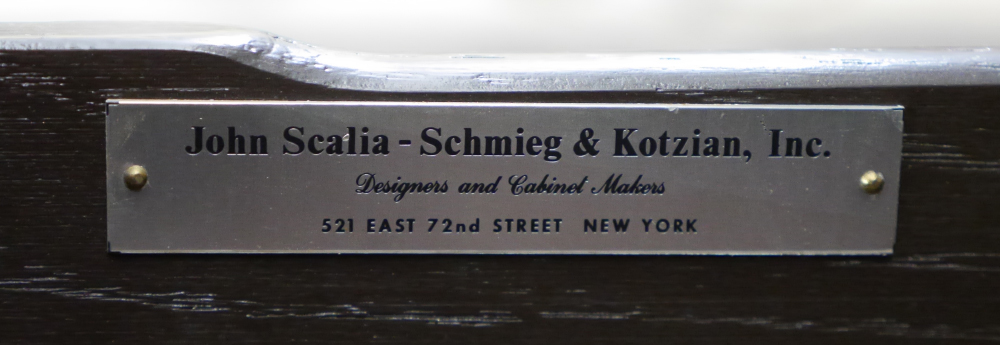 John Scalia - Schmieg & Kotzian, Inc.
Designers and Cabinet Makers
521 EAST 72nd STREET NEW YORK